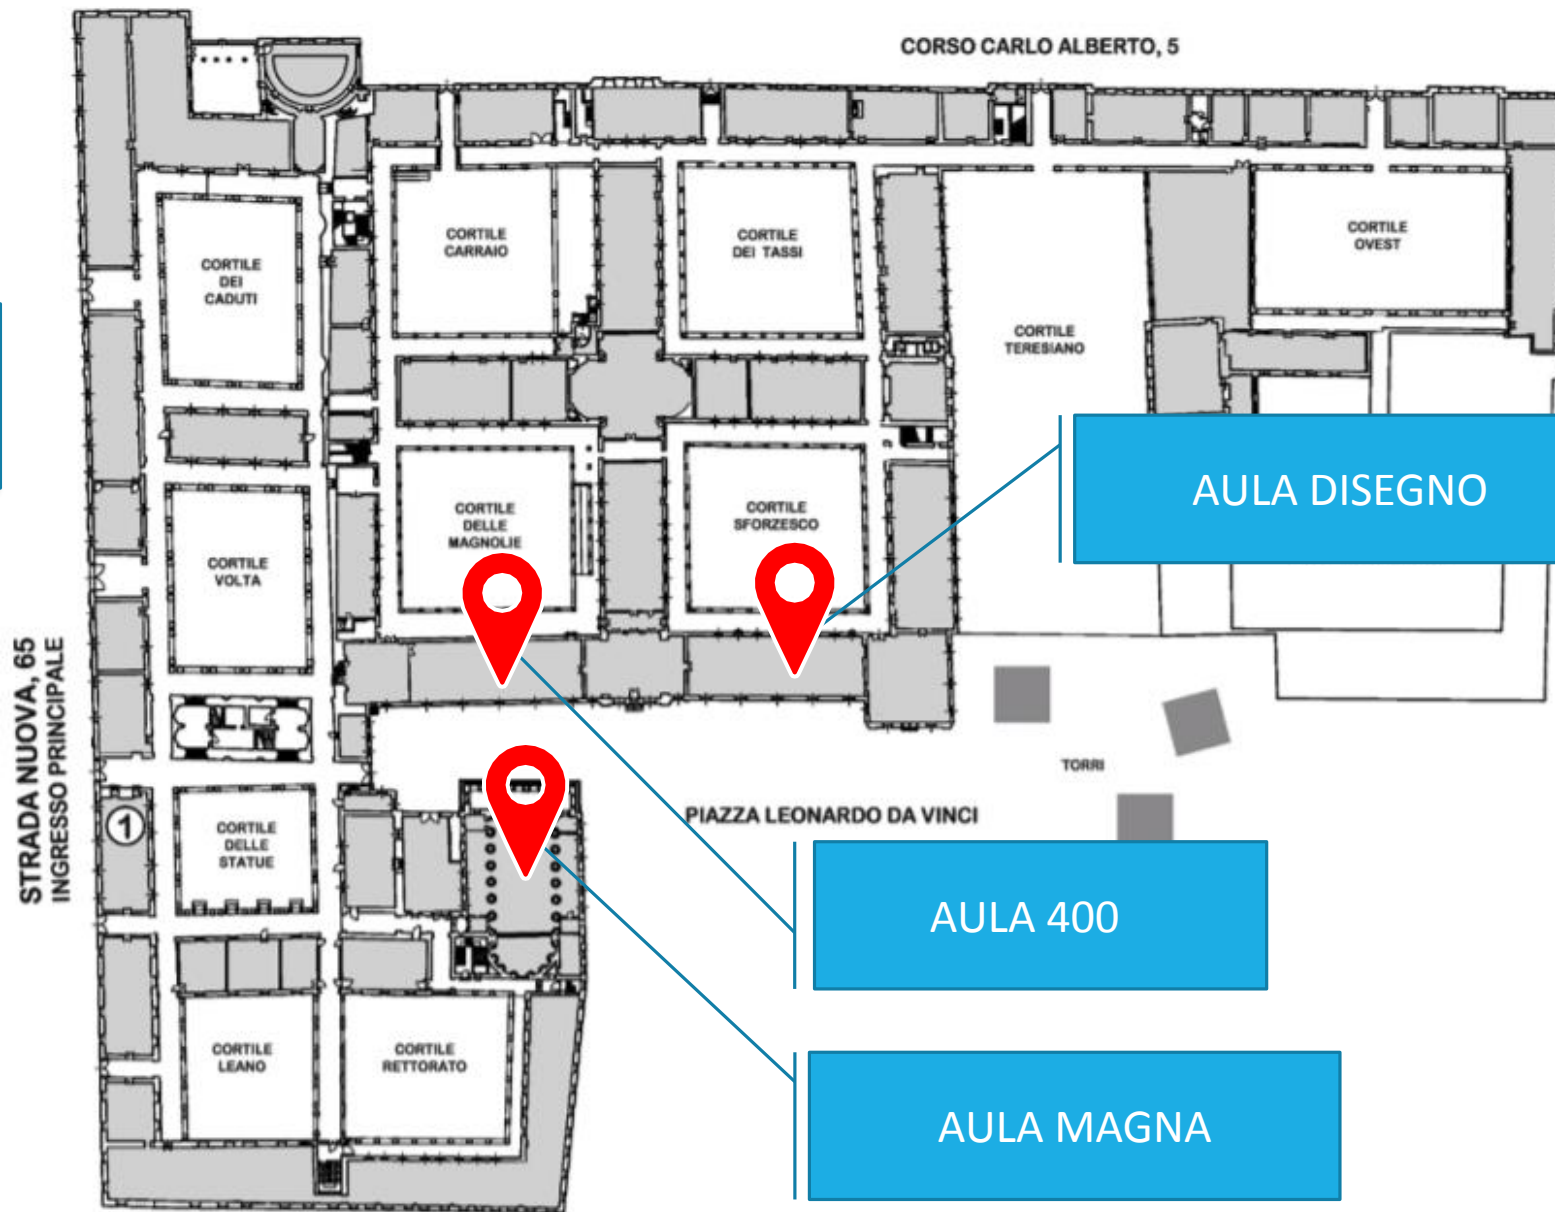 CORSO CARLO ALBERTO, 5
CORTILE
CARRAIO
CORTILE
DEI TASSI
CORTILE
OVEST
CORTILE
DEI
CADUTI
CORTILE
TERESIANO
AULA DISEGNO
CORTILE
DELLE
MAGNOLIE
CORTILE
SFORZESCO
CORTILE
VOLTA
STRADA NUOVA, 65
INGRESSO PRINCIPALE
TORRI
PIAZZA LEONARDO DA VINCI
1
CORTILE
DELLE
STATUE
AULA 400
CORTILE
LEANO
CORTILE
RETTORATO
AULA MAGNA